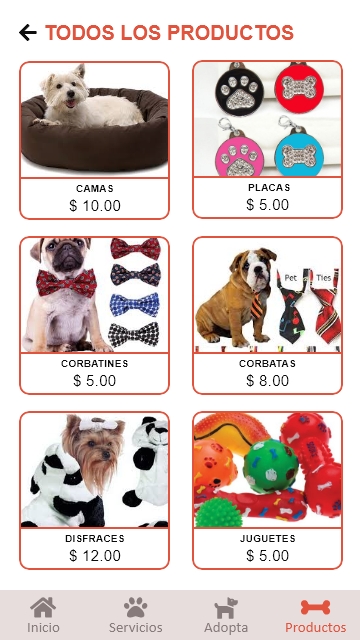 TODOS LOS PRODUCTOS
CAMAS
$ 10.00
PLACAS
$ 5.00
CORBATINES
$ 5.00
Pet Ties
CORBATAS
$ 8.00
DISFRACES
$ 12.00
JUGUETES
$ 5.00
Inicio
Servicios
Adopta
Productos